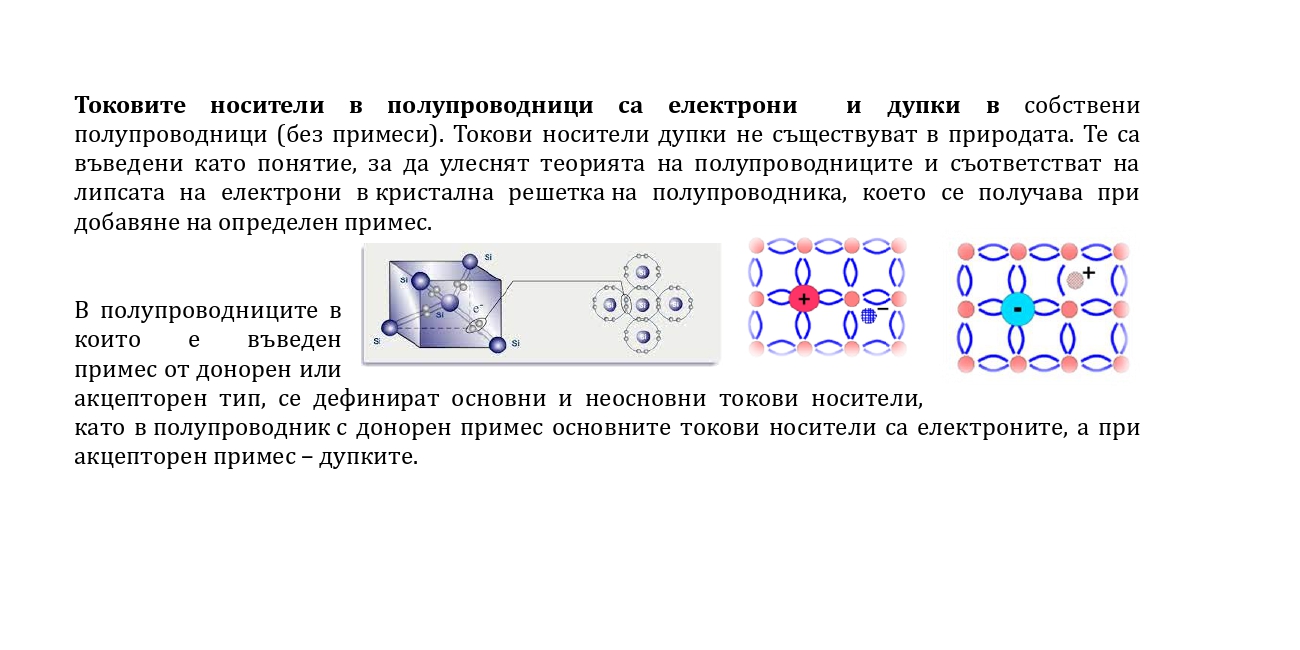 Токовите носители в полупроводници са електрони и дупки в собствени
полупроводници (без примеси). Токови носители дупки не съществуват в природата. Те са
въведени като понятие, за да улеснят теорията на полупроводниците и съответстват на
липсата на електрони в кристална решетка на полупроводника, което се получава при
добавяне на определен примес.
Si
Si
Si
e⁻
Si
Si
Si
Si
Si
Si
Si
+
−
+
-
В полупроводниците в
които е въведен
примес от донорен или
акцепторен тип, се дефинират основни и неосновни токови носители,
като в полупроводник с донорен примес основните токови носители са електроните, а при
акцепторен примес – дупките.